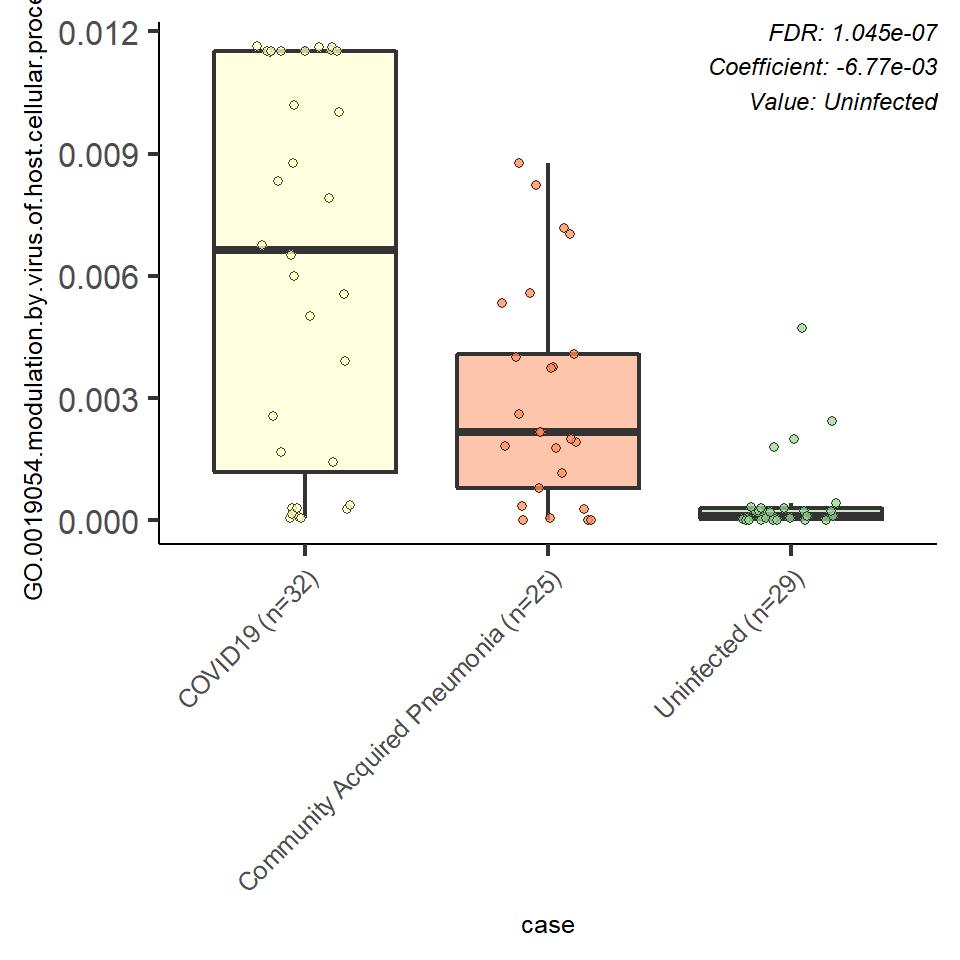 GO.0019054.modulation.by.virus.of.host.cellular.proce
0.012
0.009
0.006
0.003
0.000
FDR: 1.045e-07
Coefficient: -6.77e-03
Value: Uninfected
COVID19 (n=32)
Community Acquired Pneumonia (n=25)
Uninfected (n=29)
case